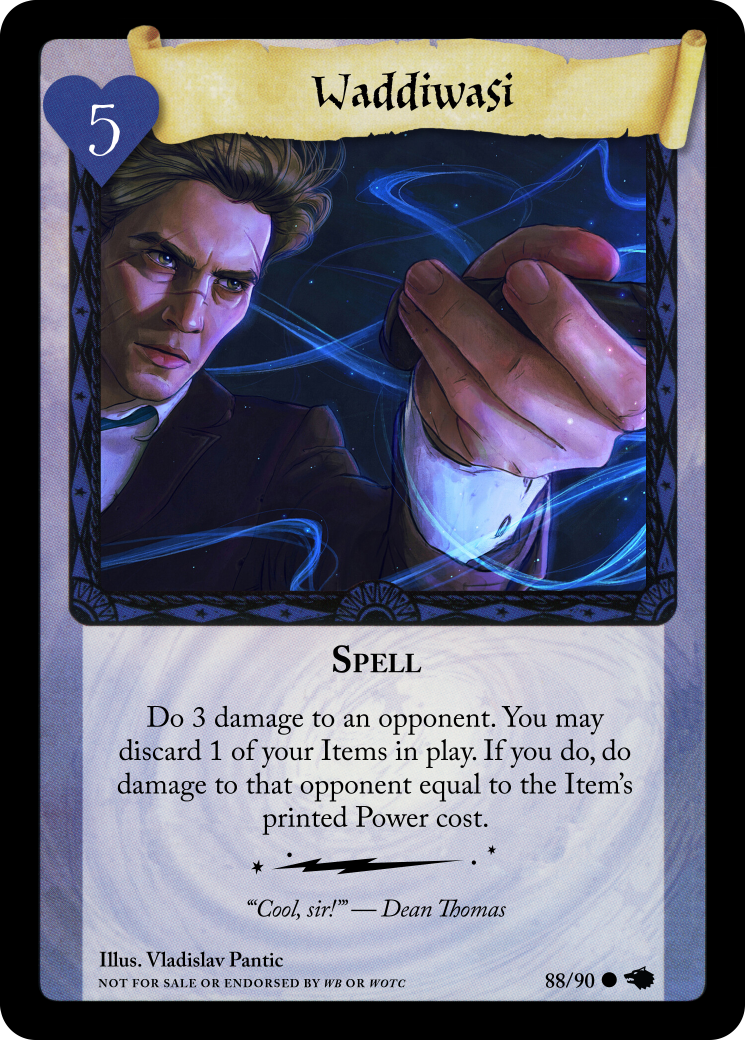 Waddiwasi
5
Spell
Do 3 damage to an opponent. You may
discard 1 of your Items in play. If you do, do
damage to that opponent equal to the Item’s
printed Power cost.
“‘Cool, sir!’” — Dean Thomas
Illus. Vladislav Pantic
NOT FOR SALE OR ENDORSED BY WB OR WOTC
88/90